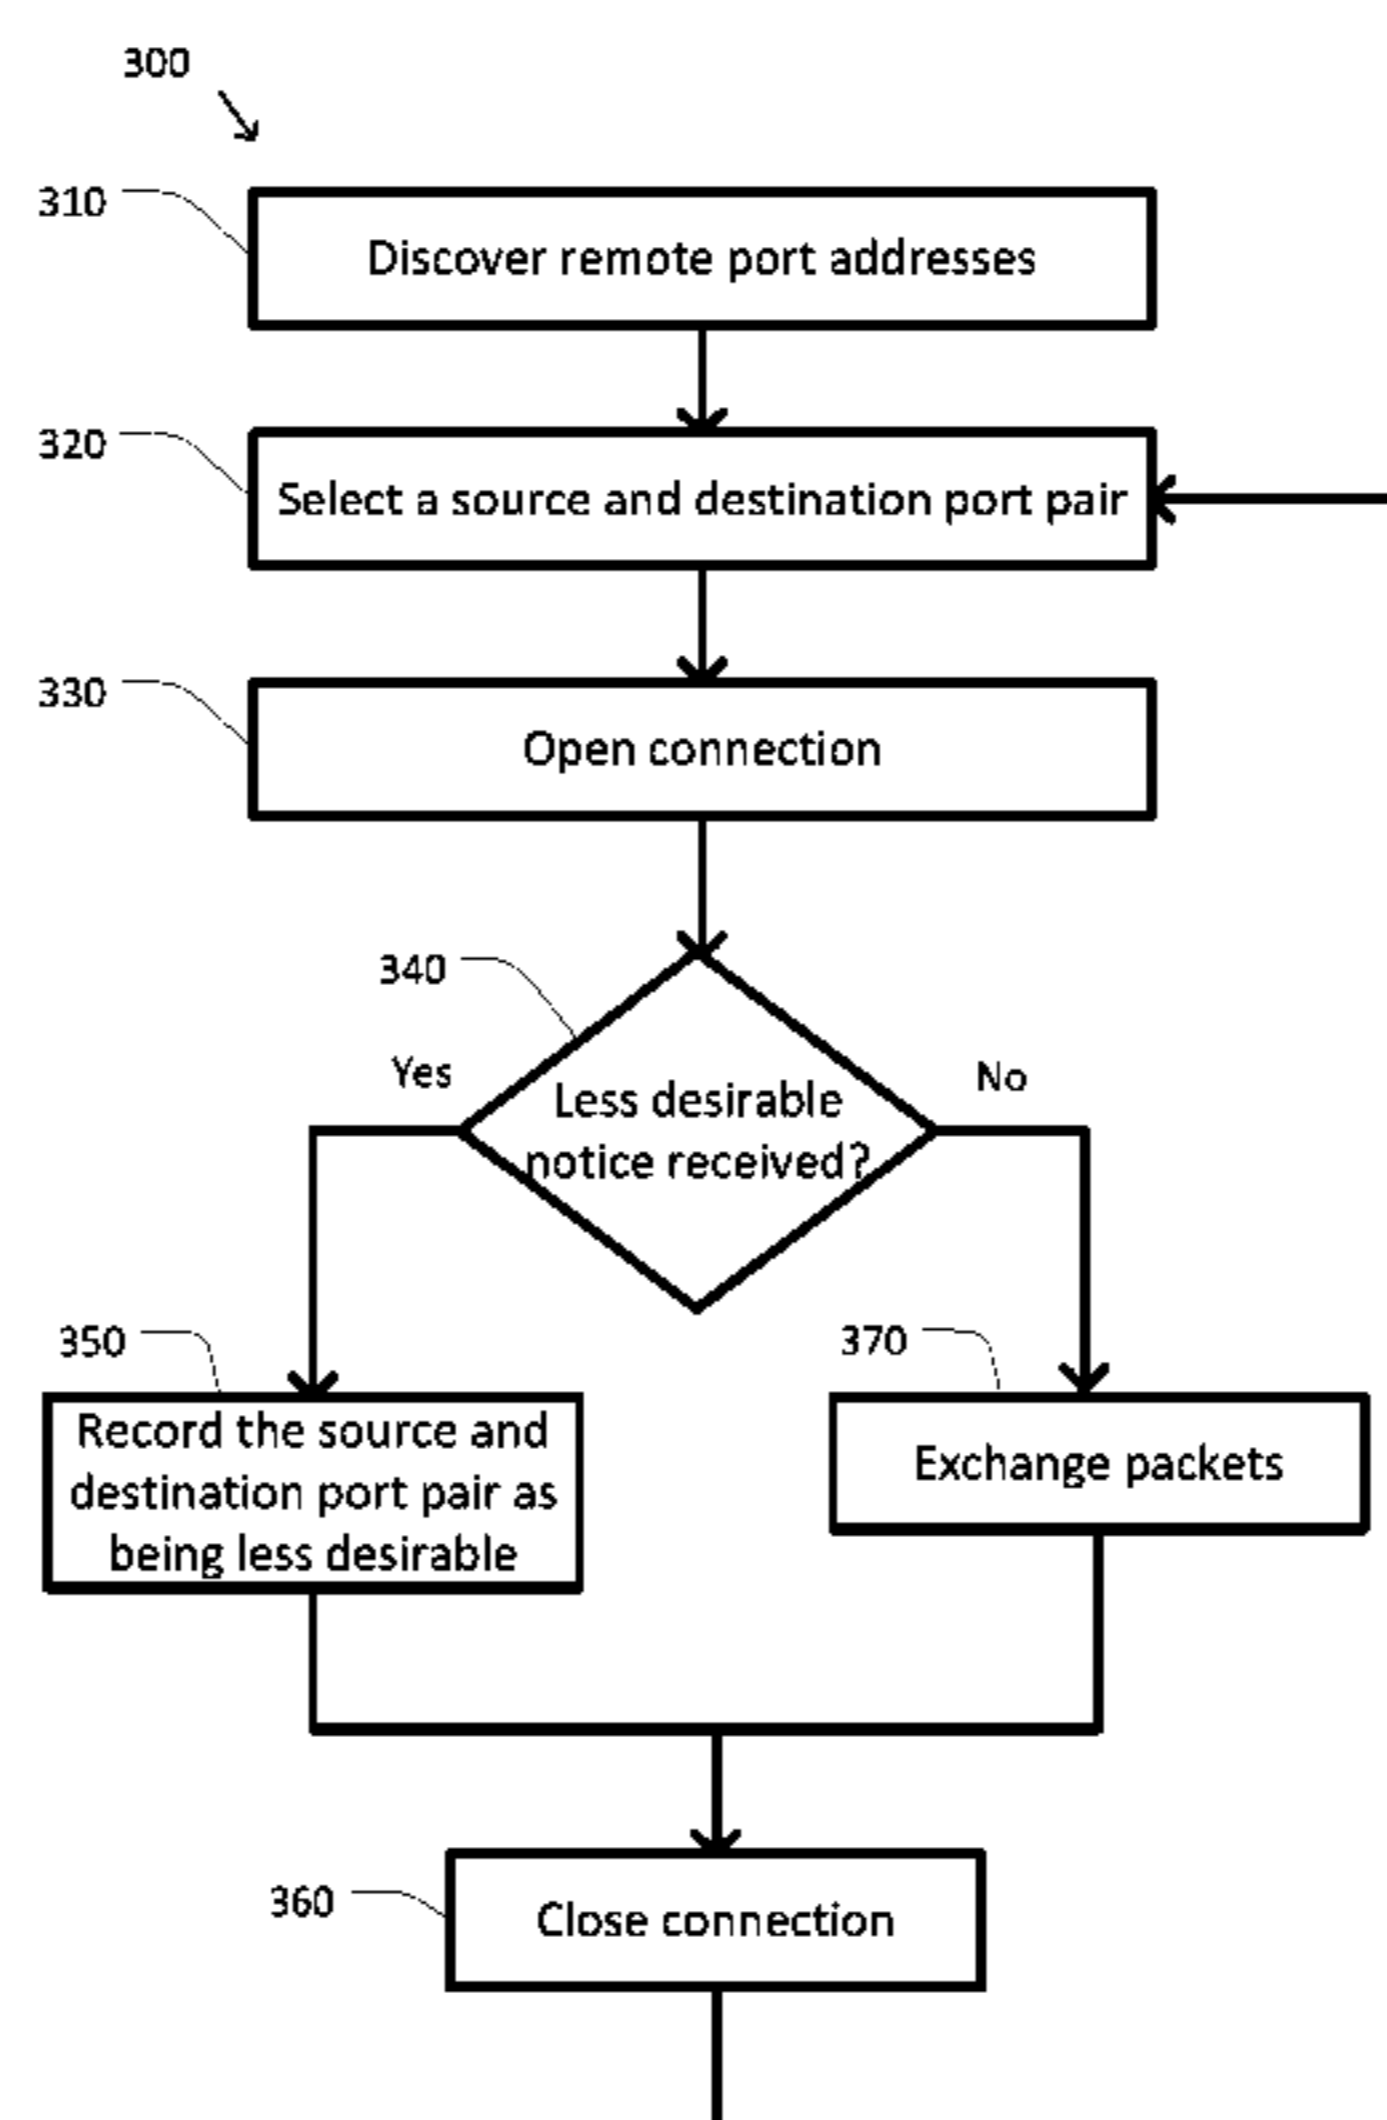 300
310
Discover remote port addresses
320
Select a source and destination port pair
330
Open connection
340
Yes
No
Less desirable
notice received?
350
370
Record the source and
destination port pair as
being less desirable
Exchange packets
360
Close connection